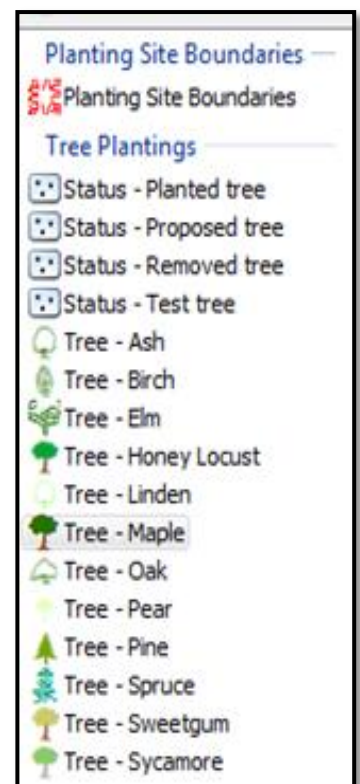 Planting Site Boundaries
Planting Site Boundaries
Tree Plantings
Status - Planted tree
Status - Proposed tree
Status - Removed tree
Status - Test tree
Tree - Ash
Tree - Birch
Tree - Elm
Tree - Honey Locust
Tree - Linden
Tree - Maple
Tree - Oak
Tree - Pear
Tree - Pine
Tree - Spruce
Tree - Sweetgum
Tree - Sycamore